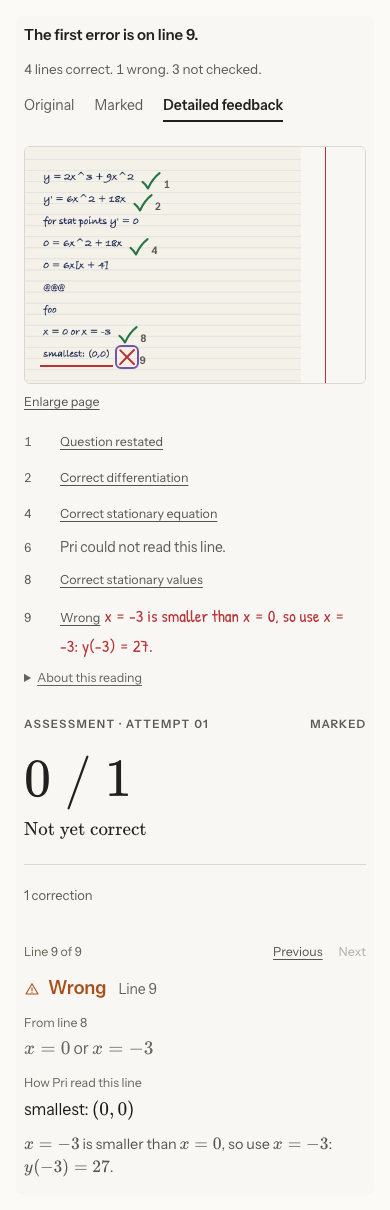 The first error is on line 9.
4 lines correct. 1 wrong. 3 not checked.
Original Marked Detailed feedback
y = 2x^3 + 9x^2 1
y' = 6x^2 + 18x 2
for stat points y' = 0
0 = 6x^2 + 18x 4
0 = 6x[x + 4]
@@@
foo
x = 0 or x = -3 8
smallest: (0,0) 9
Enlarge page
1 Question restated
2 Correct differentiation
4 Correct stationary equation
6 Pri could not read this line.
8 Correct stationary values
9 Wrong x = -3 is smaller than x = 0, so use x =
-3: y(-3) = 27.
About this reading
ASSESSMENT · ATTEMPT 01 MARKED
0 / 1
Not yet correct
1 correction
Line 9 of 9 Previous Next
Wrong Line 9
From line 8
x = 0 or x = −3
How Pri read this line
smallest: (0, 0)
x = −3 is smaller than x = 0, so use x = −3:
y(−3) = 27.